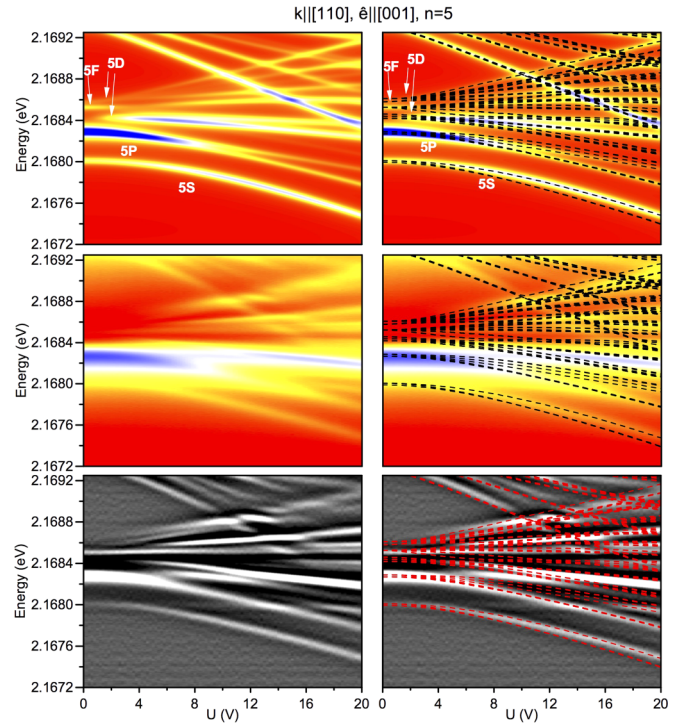 k||[110], ê||[001], n=5
2.1692
2.1688
2.1684
2.1680
2.1676
2.1672
Energy (eV)
5F
5D
5P
5S
5F
5D
5P
5S
2.1692
2.1688
2.1684
2.1680
2.1676
2.1672
Energy (eV)
2.1692
2.1688
2.1684
2.1680
2.1676
2.1672
Energy (eV)
0 4 8 12 16 20
U (V)
0 4 8 12 16 20
U (V)